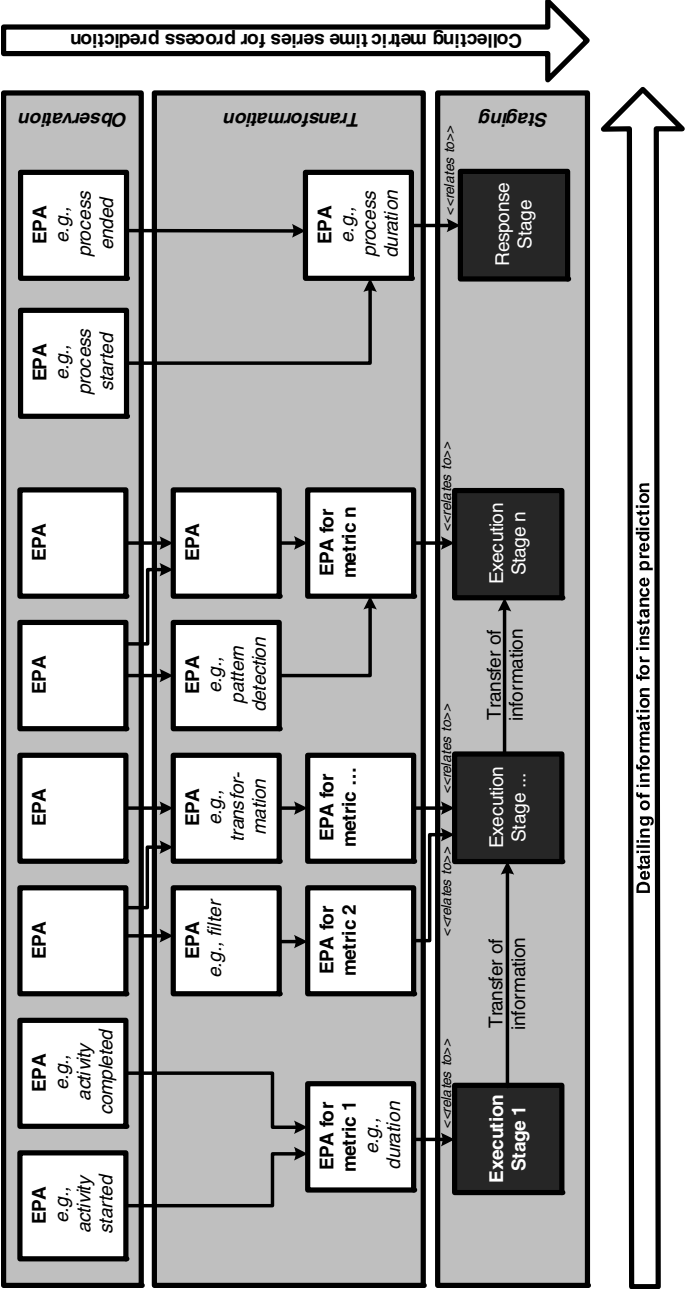 Observation
EPA
e.g.,
activity
started
EPA
e.g.,
activity
completed
EPA
EPA
EPA
EPA
EPA
e.g.,
process
started
EPA
e.g.,
process
ended
Transformation
EPA
e.g., filter
EPA
e.g.,
transfor-
mation
EPA
e.g.,
pattern
detection
EPA
EPA for
metric 1
e.g.,
duration
EPA for
metric 2
EPA for
metric ...
EPA for
metric n
EPA
e.g.,
process
duration
Staging
<<relates to>>
<<relates to>>
<<relates to>>
<<relates to>>
<<relates to>>
Execution
Stage 1
Transfer of
information
Execution
Stage ...
Transfer of
information
Execution
Stage n
Response
Stage
Detailing of information for instance prediction
Collecting metric time series for process prediction